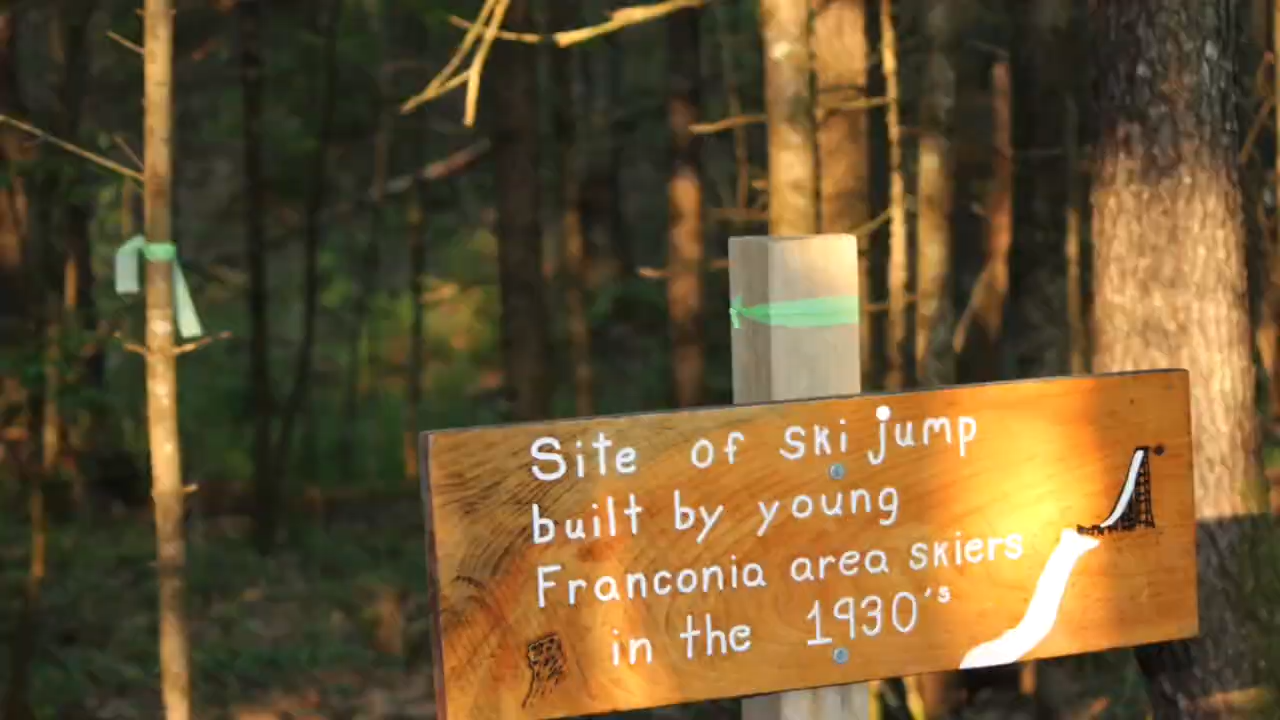 Site of Ski jump
built by young
Franconia area skiers
in the 1930's